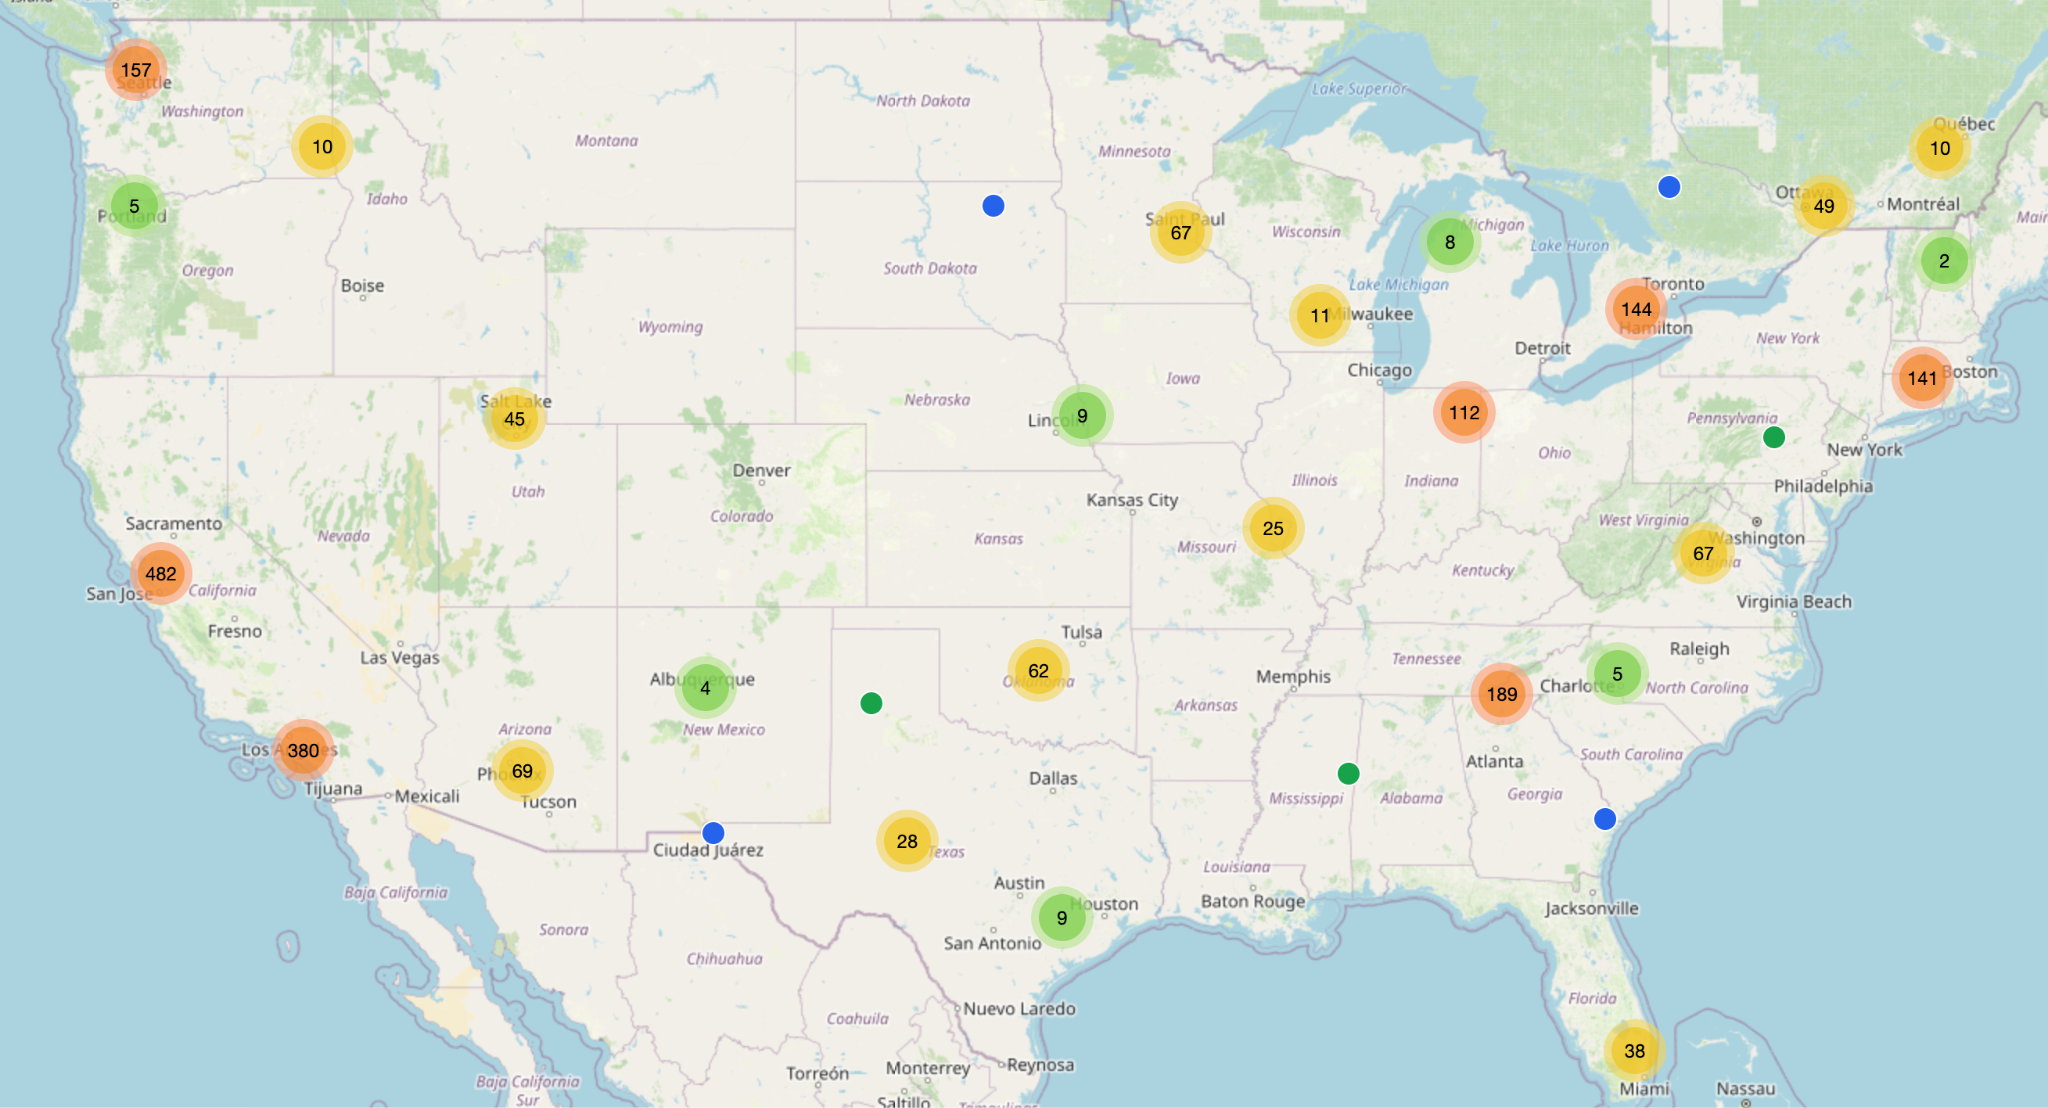 157
Seattle
Washington
North Dakota
Lake Superior
Québec
Montana
10
Minnesota
10
Idaho
5
Portland
Saint Paul
67
Wisconsin
Michigan
8
Ottawa
49
Montréal
Lake Huron
2
Oregon
South Dakota
Boise
Lake Michigan
Toronto
144
Hamilton
11
Milwaukee
Wyoming
New York
Detroit
Chicago
Iowa
141
Boston
Salt Lake
45
Nebraska
9
Lincoln
112
Pennsylvania
New York
Ohio
Denver
Utah
Colorado
Illinois
Indiana
Philadelphia
Kansas City
Sacramento
Nevada
Kansas
25
Missouri
West Virginia
Washington
67
Virginia
482
San Jose
California
Kentucky
Virginia Beach
Fresno
Las Vegas
Tulsa
62
Oklahoma
Tennessee
Raleigh
Memphis
Albuquerque
4
189
Charlotte
5
North Carolina
Arkansas
Arizona
New Mexico
Los Angeles
380
South Carolina
Atlanta
Phoenix
69
Dallas
Tijuana
Mexicali
Tucson
Mississippi
Alabama
Georgia
28
Texas
Ciudad Juárez
Louisiana
Baja California
Austin
Houston
9
Baton Rouge
Jacksonville
Sonora
San Antonio
Chihuahua
Florida
Nuevo Laredo
Coahuila
38
Reynosa
Monterrey
Torreón
Baja California
Sur
Miami
Nassau
Saltillo